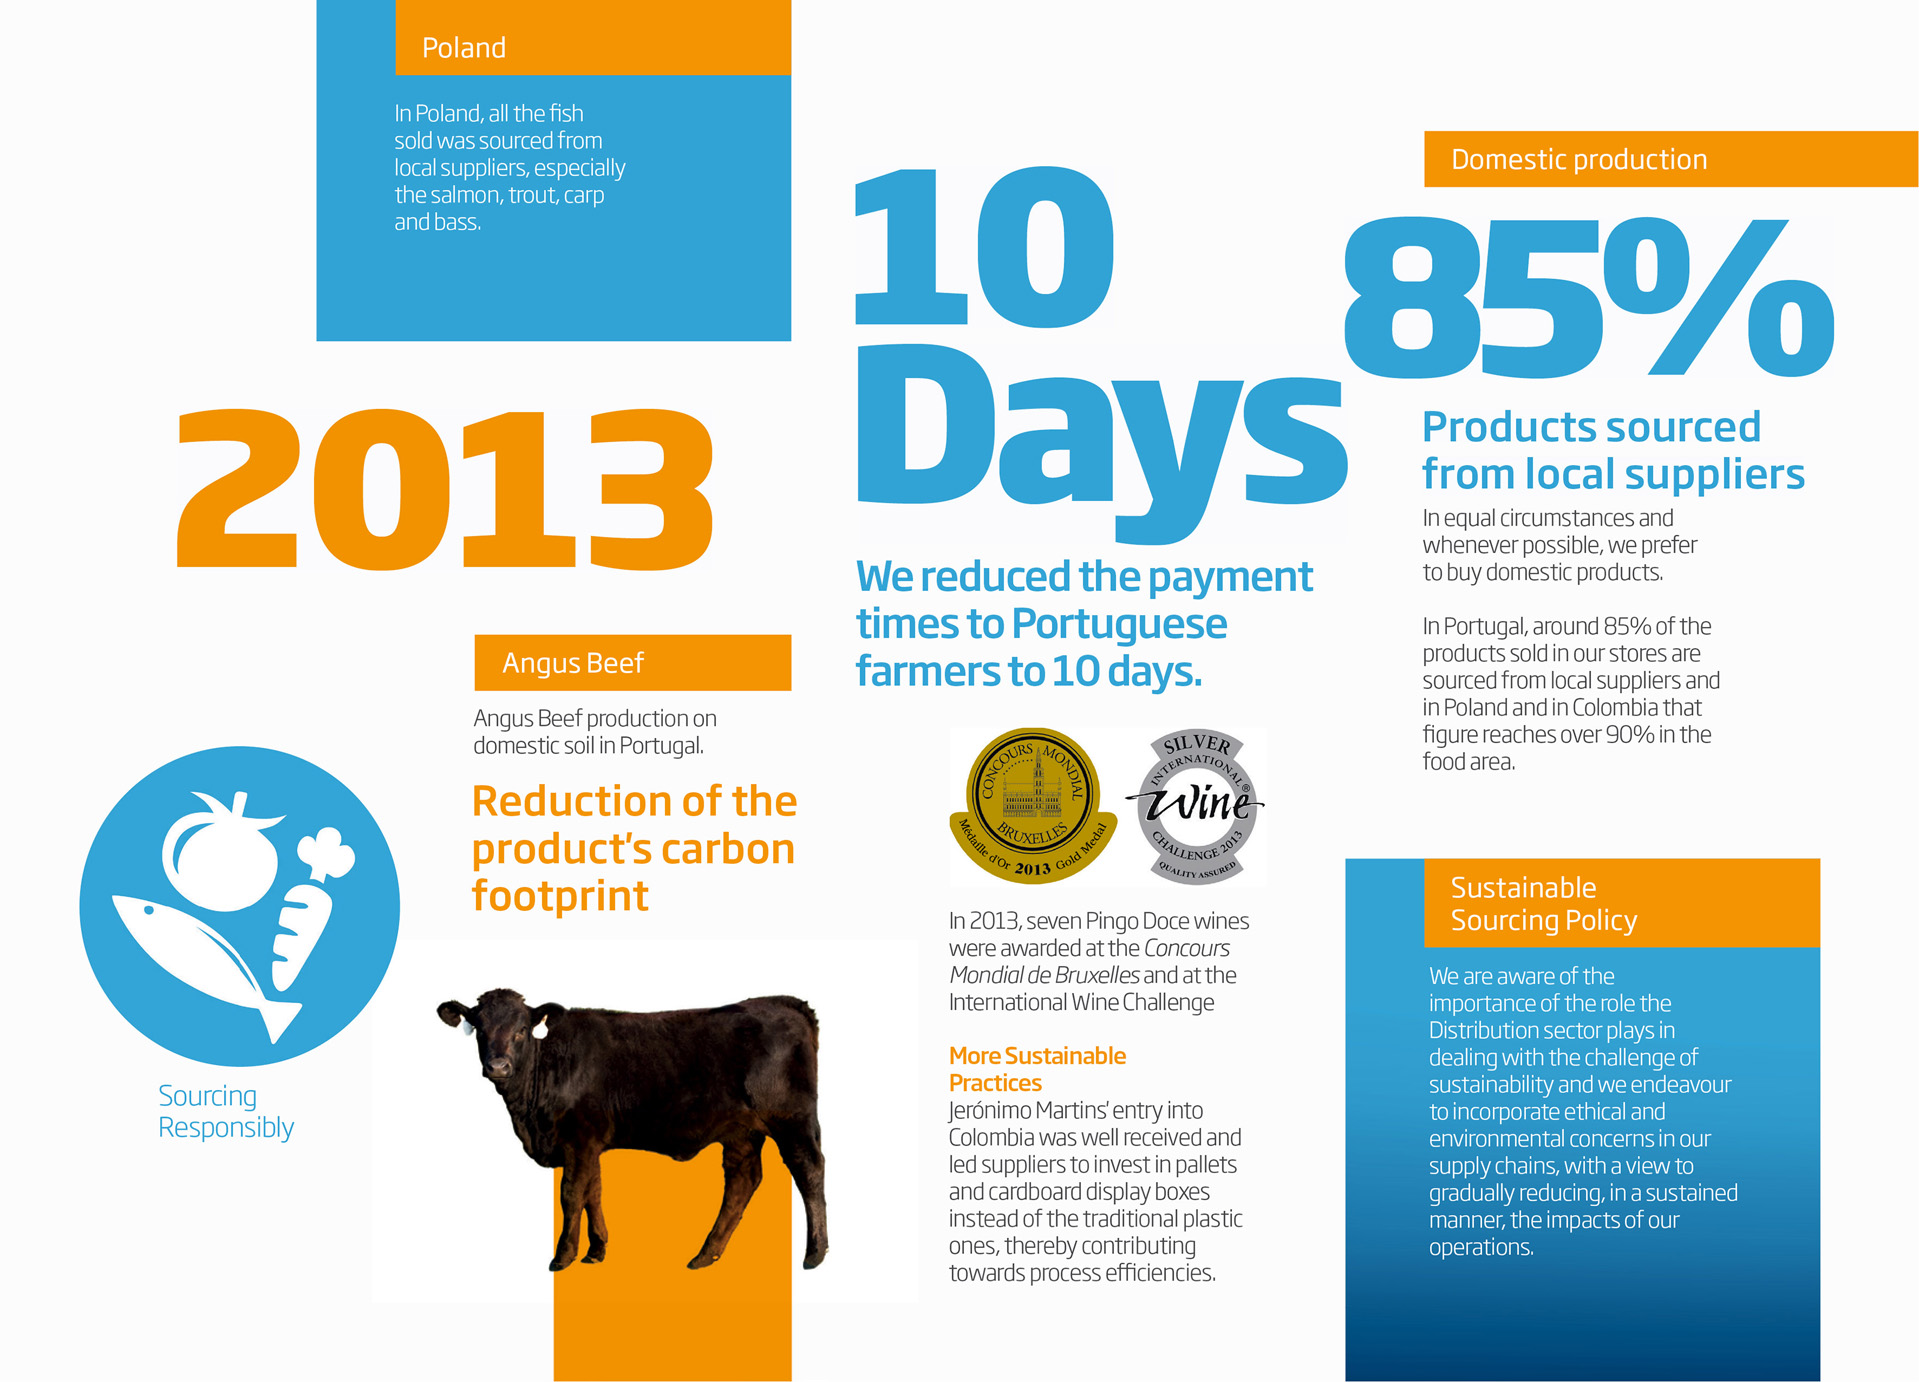 Poland
In Poland, all the fish
sold was sourced from
local suppliers, especially
the salmon, trout, carp
and bass.
2013
Angus Beef
Angus Beef production on
domestic soil in Portugal.
Reduction of the
product's carbon
footprint
Sourcing
Responsibly
10
Days
We reduced the payment
times to Portuguese
farmers to 10 days.
CONCOURS MONDIAL
BRUXELLES
Médaille d'Or 2013 Gold Medal
SILVER
INTERNATIONAL
Wine®
CHALLENGE 2013
QUALITY ASSURED
In 2013, seven Pingo Doce wines
were awarded at the Concours
Mondial de Bruxelles and at the
International Wine Challenge
More Sustainable
Practices
Jerónimo Martins' entry into
Colombia was well received and
led suppliers to invest in pallets
and cardboard display boxes
instead of the traditional plastic
ones, thereby contributing
towards process efficiencies.
Domestic production
85%
Products sourced
from local suppliers
In equal circumstances and
whenever possible, we prefer
to buy domestic products.
In Portugal, around 85% of the
products sold in our stores are
sourced from local suppliers and
in Poland and in Colombia that
figure reaches over 90% in the
food area.
Sustainable
Sourcing Policy
We are aware of the
importance of the role the
Distribution sector plays in
dealing with the challenge of
sustainability and we endeavour
to incorporate ethical and
environmental concerns in our
supply chains, with a view to
gradually reducing, in a sustained
manner, the impacts of our
operations.